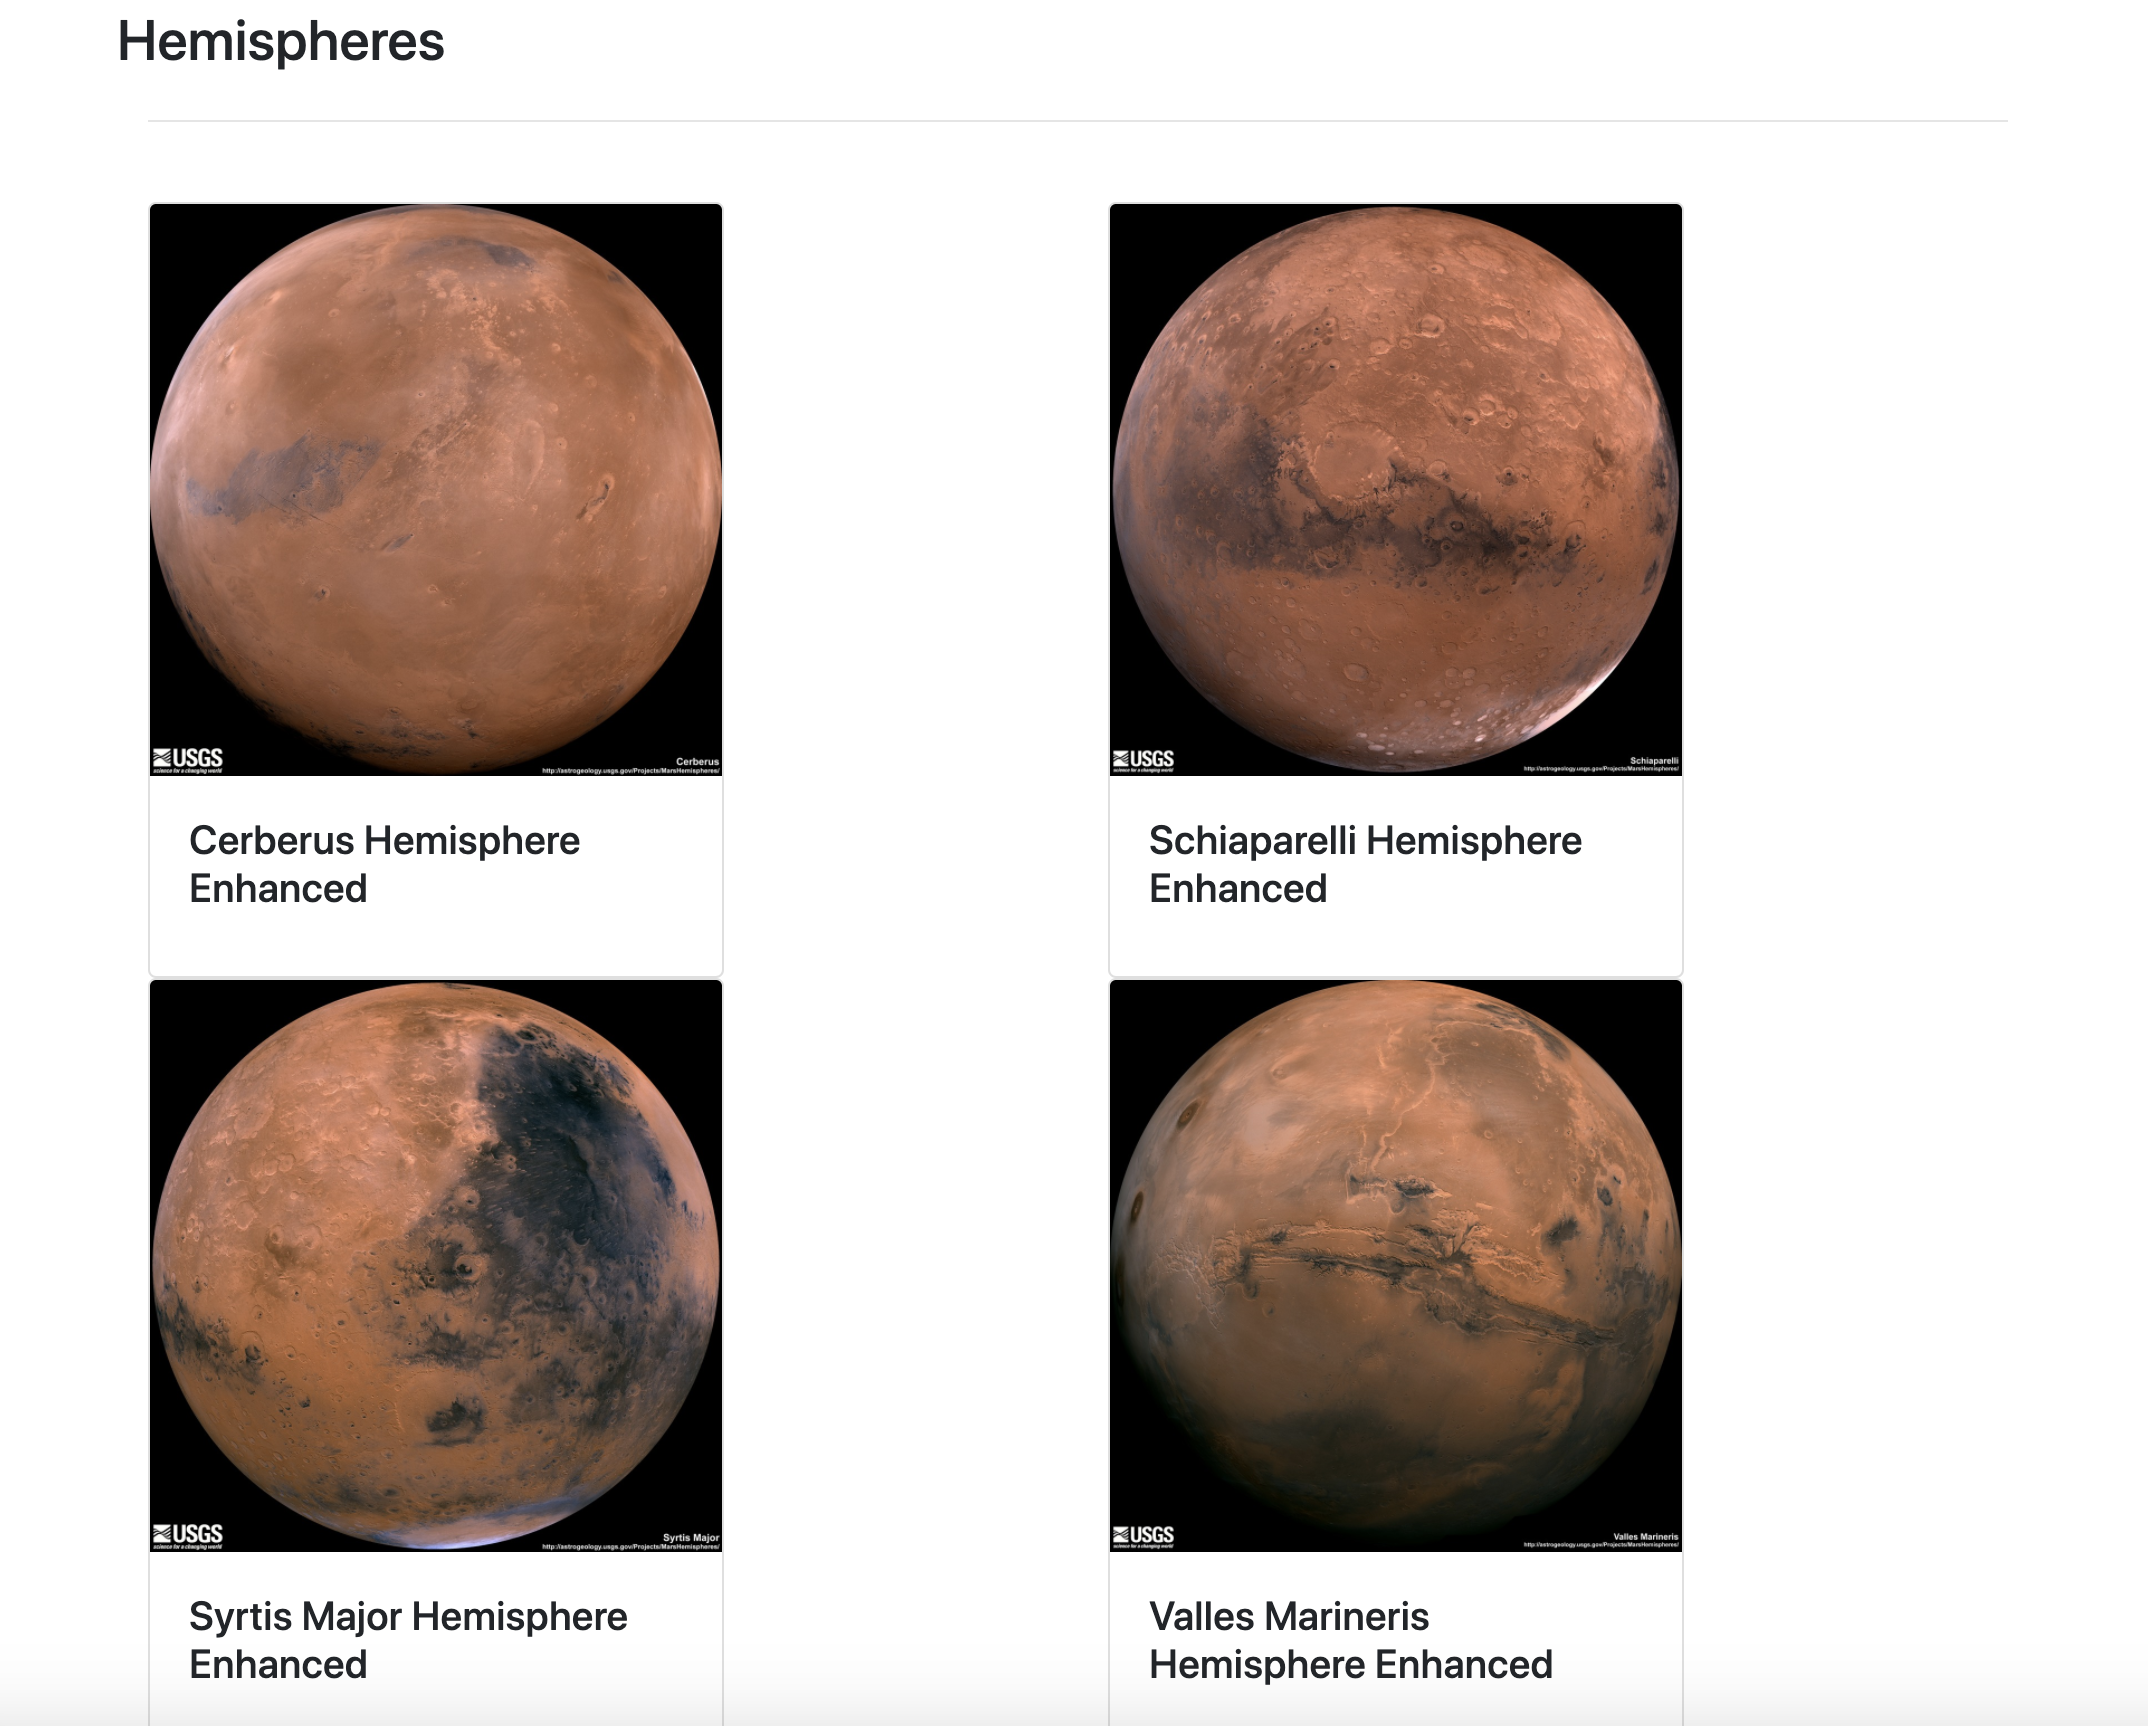 Hemispheres
USGS
science for a changing world
Cerberus
http://astrogeology.usgs.gov/Projects/MarsHemispheres/
Cerberus Hemisphere
Enhanced
USGS
science for a changing world
Schiaparelli
http://astrogeology.usgs.gov/Projects/MarsHemispheres/
Schiaparelli Hemisphere
Enhanced
USGS
science for a changing world
Syrtis Major
http://astrogeology.usgs.gov/Projects/MarsHemispheres/
Syrtis Major Hemisphere
Enhanced
USGS
science for a changing world
Valles Marineris
http://astrogeology.usgs.gov/Projects/MarsHemispheres/
Valles Marineris
Hemisphere Enhanced